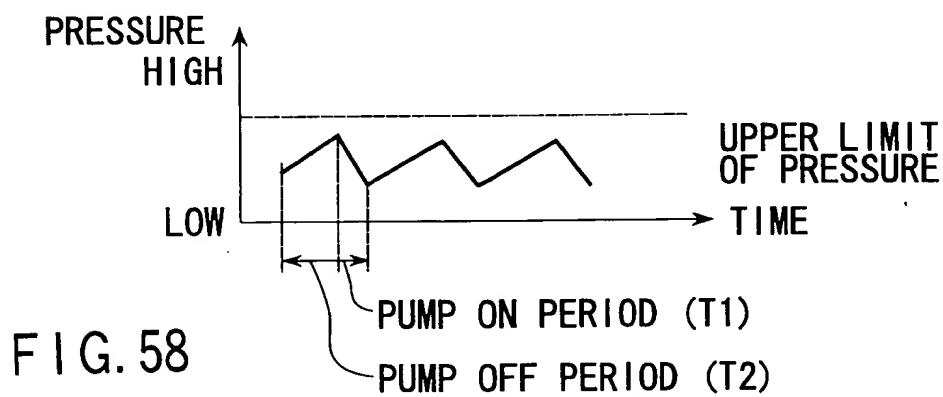 PRESSURE
HIGH
UPPER LIMIT
OF PRESSURE
LOW
TIME
PUMP ON PERIOD (T1)
FIG. 58
PUMP OFF PERIOD (T2)